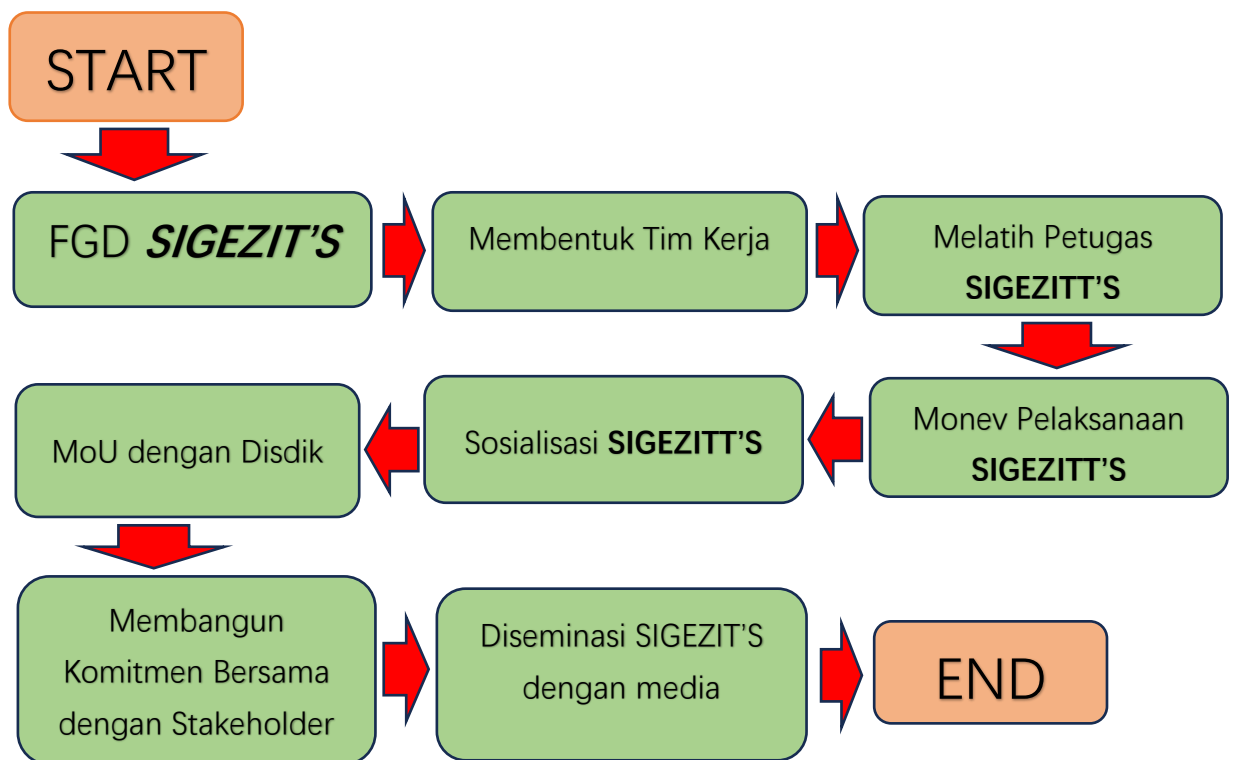 START
FGD SIGEZIT'S
Membentuk Tim Kerja
Melatih Petugas
SIGEZITT'S
Monev Pelaksanaan
SIGEZITT'S
Sosialisasi SIGEZITT'S
MoU dengan Disdik
Membangun
Komitmen Bersama
dengan Stakeholder
Diseminasi SIGEZIT'S
dengan media
END